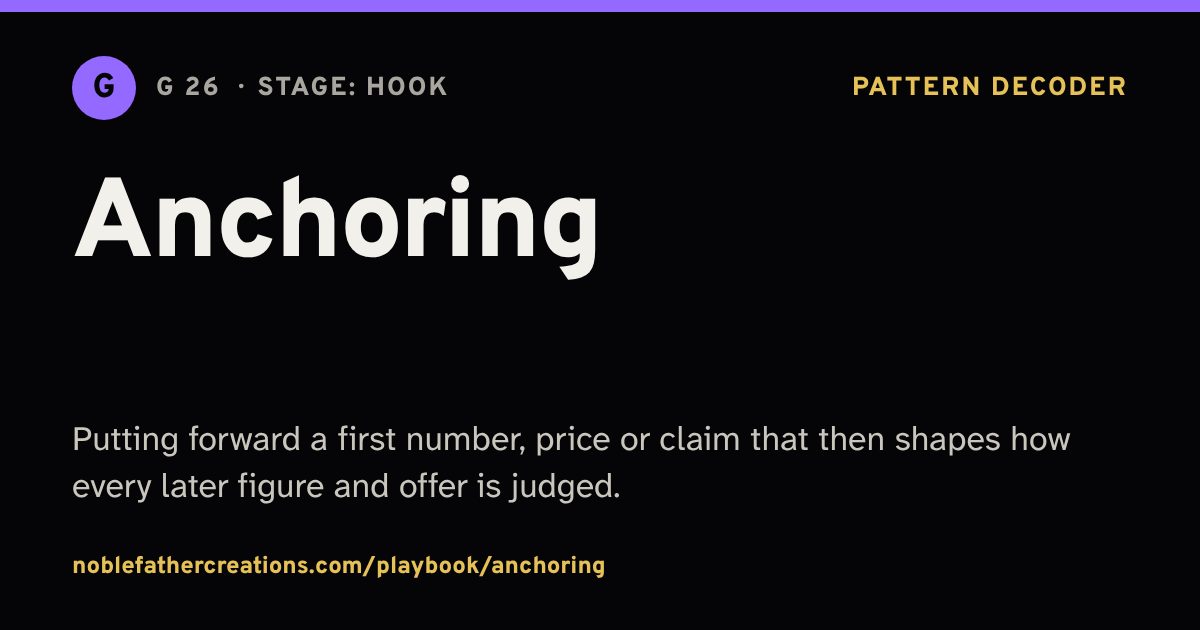 G
G 26 · STAGE: HOOK
PATTERN DECODER
Anchoring
Putting forward a first number, price or claim that then shapes how
every later figure and offer is judged.
noblefathercreations.com/playbook/anchoring